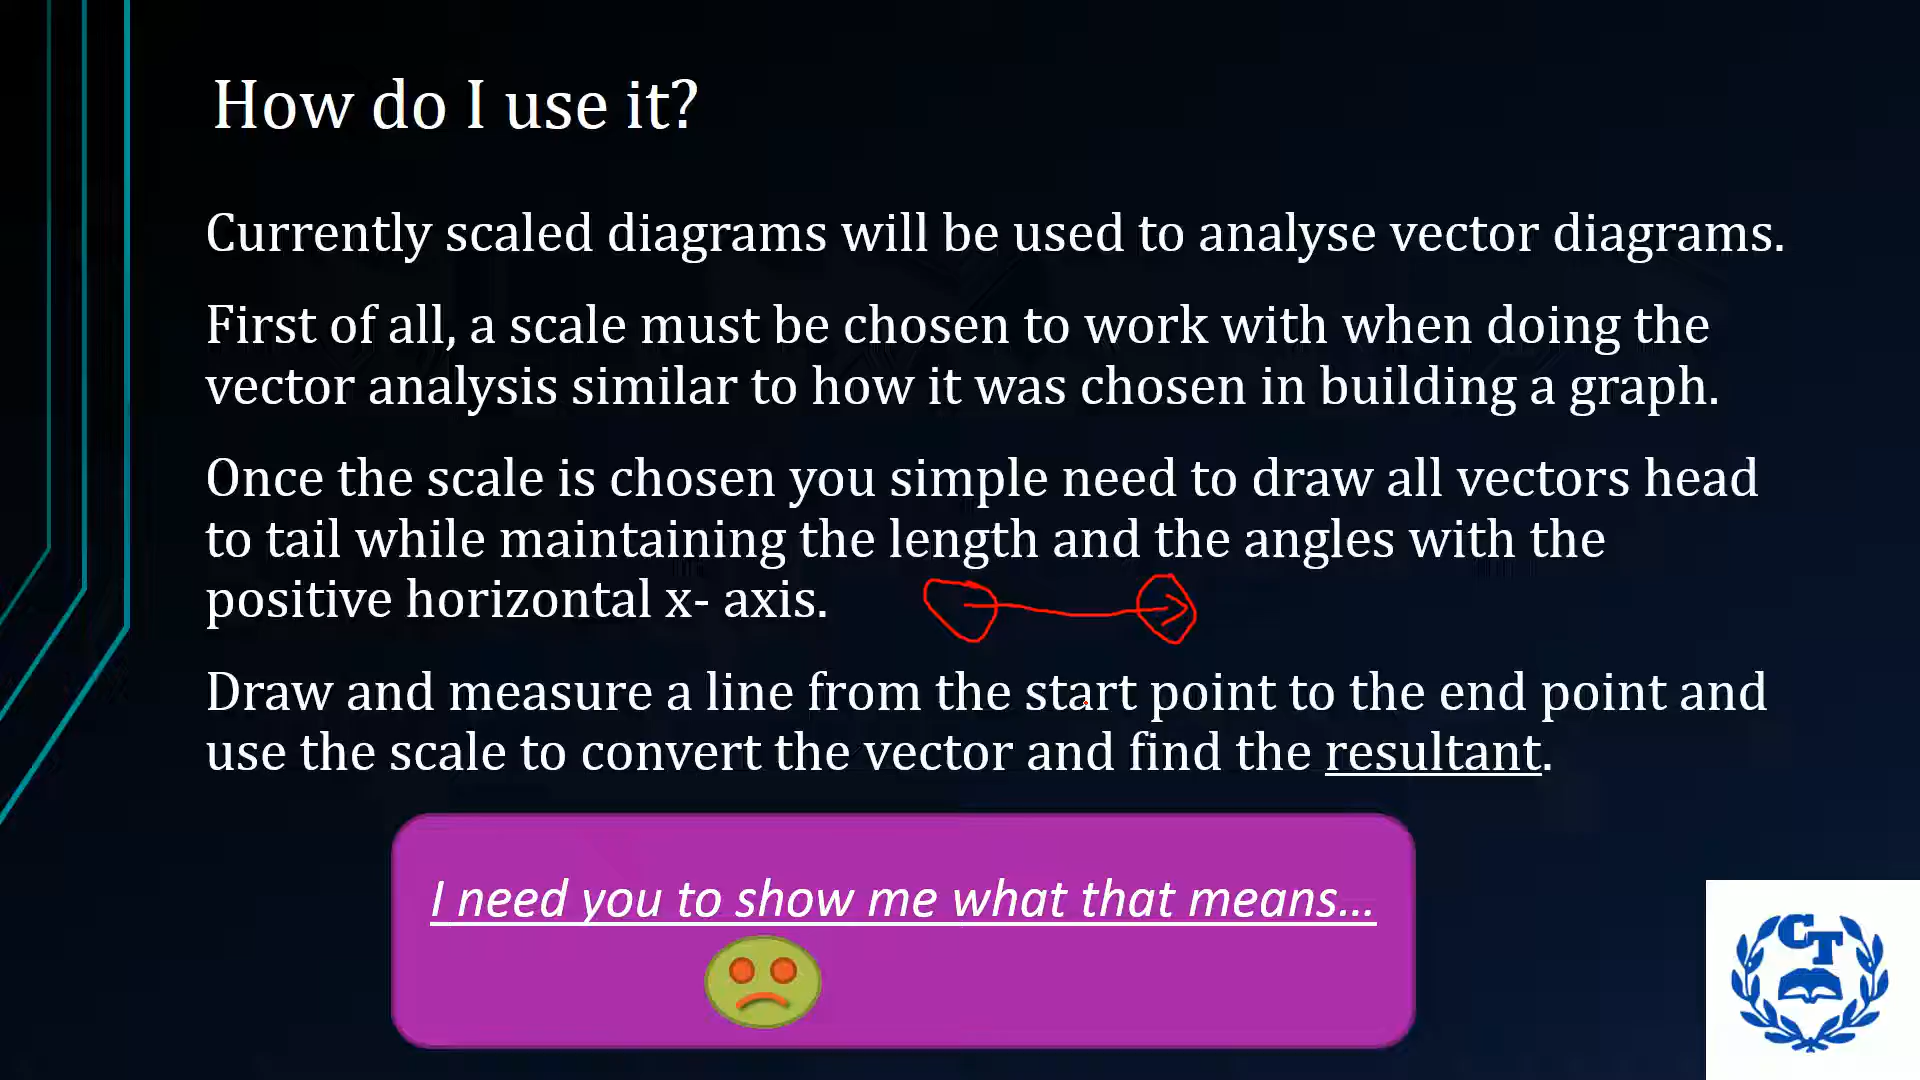 How do I use it?
Currently scaled diagrams will be used to analyse vector diagrams.
First of all, a scale must be chosen to work with when doing the
vector analysis similar to how it was chosen in building a graph.
Once the scale is chosen you simple need to draw all vectors head
to tail while maintaining the length and the angles with the
positive horizontal x- axis.
Draw and measure a line from the start point to the end point and
use the scale to convert the vector and find the resultant.
I need you to show me what that means...
CT